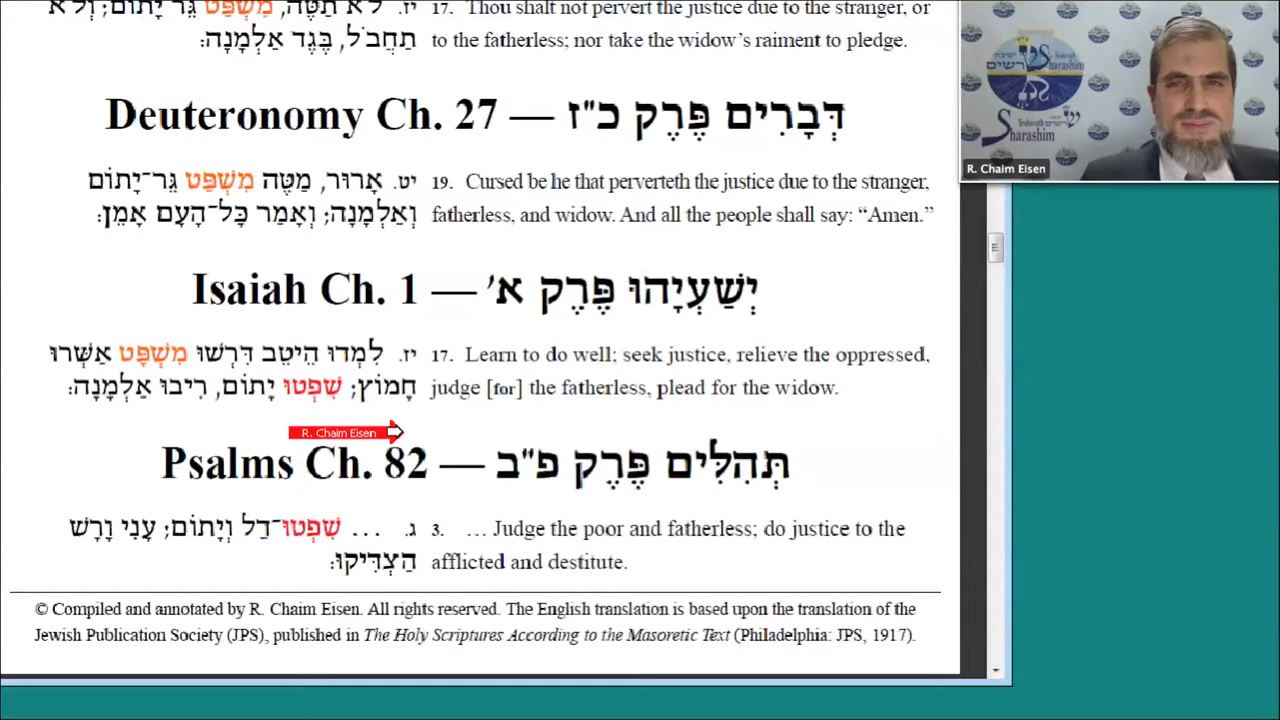 יז. לֹא תַטֶּה, מִשְׁפַּט גֵּר יָתוֹם; וְלֹא
תַחֲבֹל, בֶּגֶד אַלְמָנָה:
17. Thou shalt not pervert the justice due to the stranger, or
to the fatherless; nor take the widow’s raiment to pledge.
Deuteronomy Ch. 27 — דְּבָרִים פֶּרֶק כ"ז
יט. אָרוּר, מַטֶּה מִשְׁפַּט גֵּר־יָתוֹם
וְאַלְמָנָה; וְאָמַר כָּל־הָעָם אָמֵן:
19. Cursed be he that perverteth the justice due to the stranger,
fatherless, and widow. And all the people shall say: “Amen.”
Isaiah Ch. 1 — יְשַׁעְיָהוּ פֶּרֶק א׳
יז. לִמְדוּ הֵיטֵב דִּרְשׁוּ מִשְׁפָּט אַשְּׁרוּ
חָמוֹץ; שִׁפְטוּ יָתוֹם, רִיבוּ אַלְמָנָה:
17. Learn to do well; seek justice, relieve the oppressed,
judge [for] the fatherless, plead for the widow.
R. Chaim Eisen
Psalms Ch. 82 — תְּהִלִּים פֶּרֶק פ"ב
ג. … שִׁפְטוּ־דַל וְיָתוֹם; עָנִי וָרָשׁ
הַצְדִּיקוּ:
3. … Judge the poor and fatherless; do justice to the
afflicted and destitute.
© Compiled and annotated by R. Chaim Eisen. All rights reserved. The English translation is based upon the translation of the
Jewish Publication Society (JPS), published in The Holy Scriptures According to the Masoretic Text (Philadelphia: JPS, 1917).
Yeshivath
Sharashim
ישיבת
שרשים
Sharashim
R. Chaim Eisen